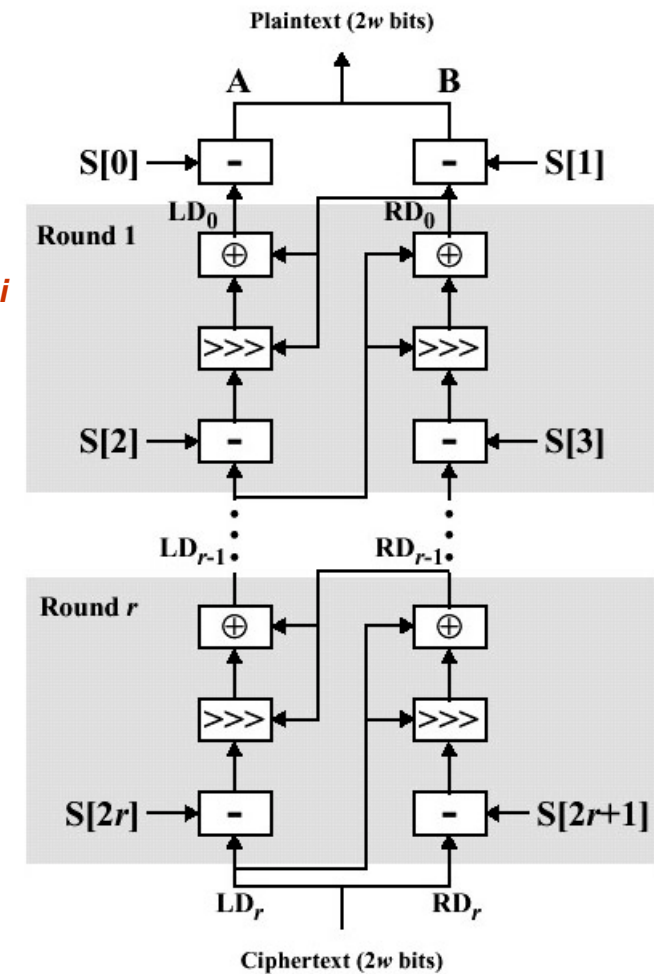 Plaintext (2w bits)
A B
S[0] - - S[1]
LD0 RD0
Round 1
⊕ ⊕
i
>>> >>>
S[2] - - S[3]
LDr-1 RDr-1
Round r
⊕ ⊕
>>> >>>
S[2r] - - S[2r+1]
LDr RDr
Ciphertext (2w bits)